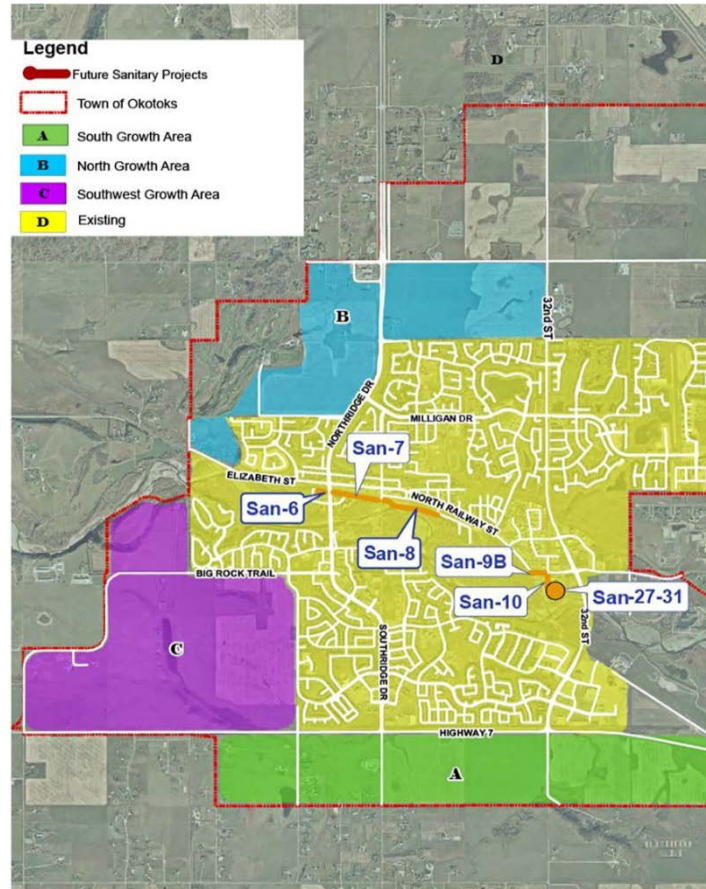 Legend
Future Sanitary Projects
Town of Okotoks
A South Growth Area
B North Growth Area
C Southwest Growth Area
D Existing
D
B
32nd ST
NORTHRIDGE DR
MILLIGAN DR
San-7
ELIZABETH ST
NORTH RAILWAY ST
San-6
San-8
San-9B
BIG ROCK TRAIL
San-10
San-27-31
32nd ST
SOUTHRIDGE DR
C
HIGHWAY 7
A